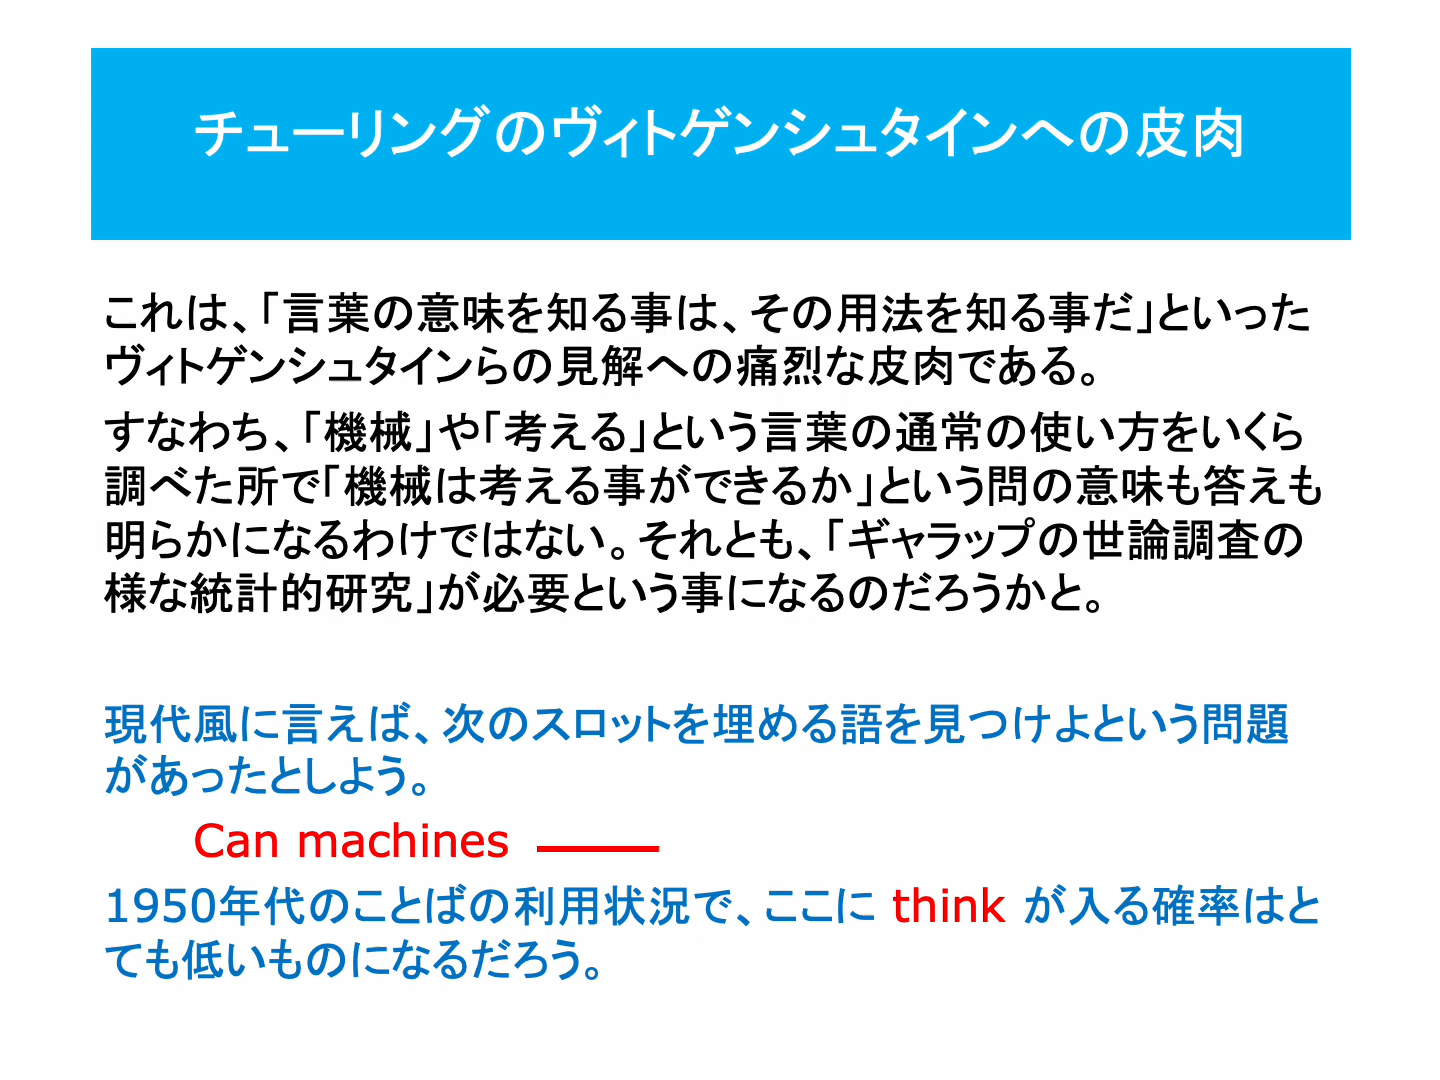 チューリングのヴィトゲンシュタインへの皮肉
これは、「言葉の意味を知る事は、その用法を知る事だ」といった
ヴィトゲンシュタインらの見解への痛烈な皮肉である。
すなわち、「機械」や「考える」という言葉の通常の使い方をいくら
調べた所で「機械は考える事ができるか」という問の意味も答えも
明らかになるわけではない。それとも、「ギャラップの世論調査の
様な統計的研究」が必要という事になるのだろうかと。
現代風に言えば、次のスロットを埋める語を見つけよという問題
があったとしよう。
Can machines
1950年代のことばの利用状況で、ここに think が入る確率はと
ても低いものになるだろう。